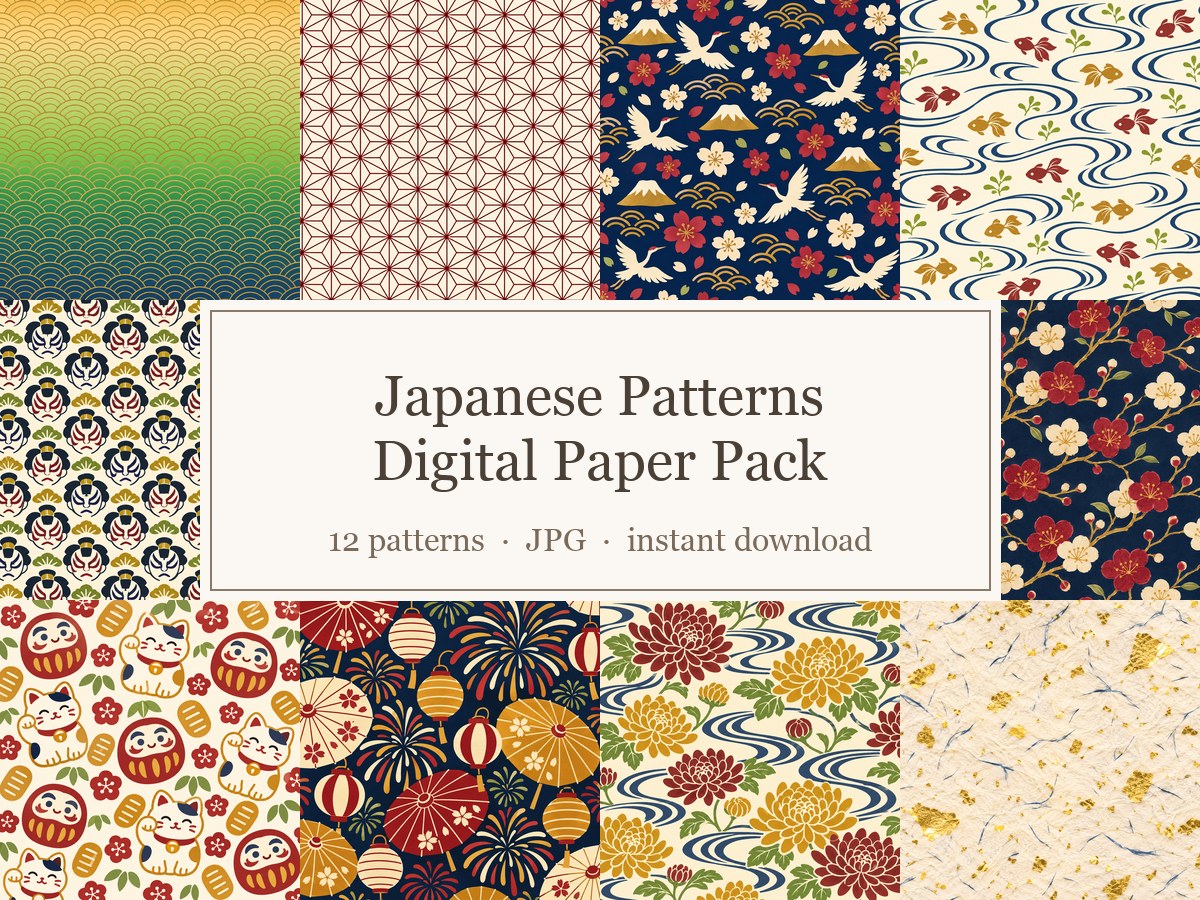 Japanese Patterns
Digital Paper Pack
12 patterns · JPG · instant download